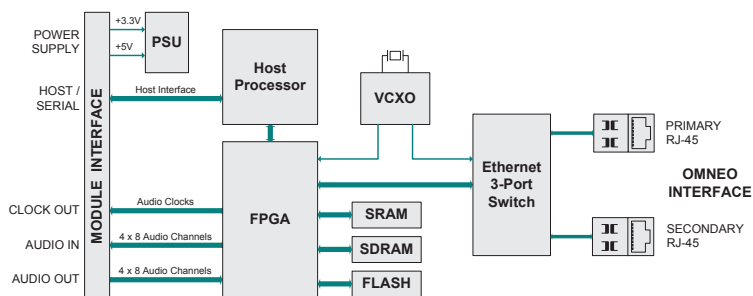 POWER
SUPPLY
+3.3V
+5V
PSU
HOST /
SERIAL
Host Interface
Host
Processor
VCXO
MODULE INTERFACE
CLOCK OUT
Audio Clocks
AUDIO IN
4 x 8 Audio Channels
AUDIO OUT
4 x 8 Audio Channels
FPGA
SRAM
SDRAM
FLASH
Ethernet
3-Port
Switch
PRIMARY
RJ-45
OMNEO
INTERFACE
SECONDARY
RJ-45